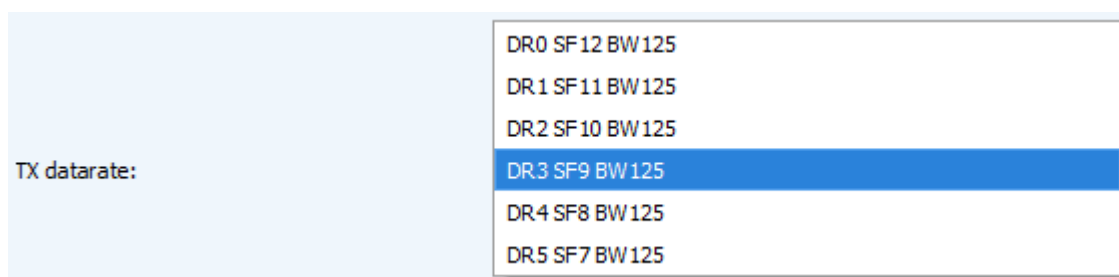 DR0 SF12 BW125
DR1 SF11 BW125
DR2 SF10 BW125
TX datarate:
DR3 SF9 BW125
DR4 SF8 BW125
DR5 SF7 BW125